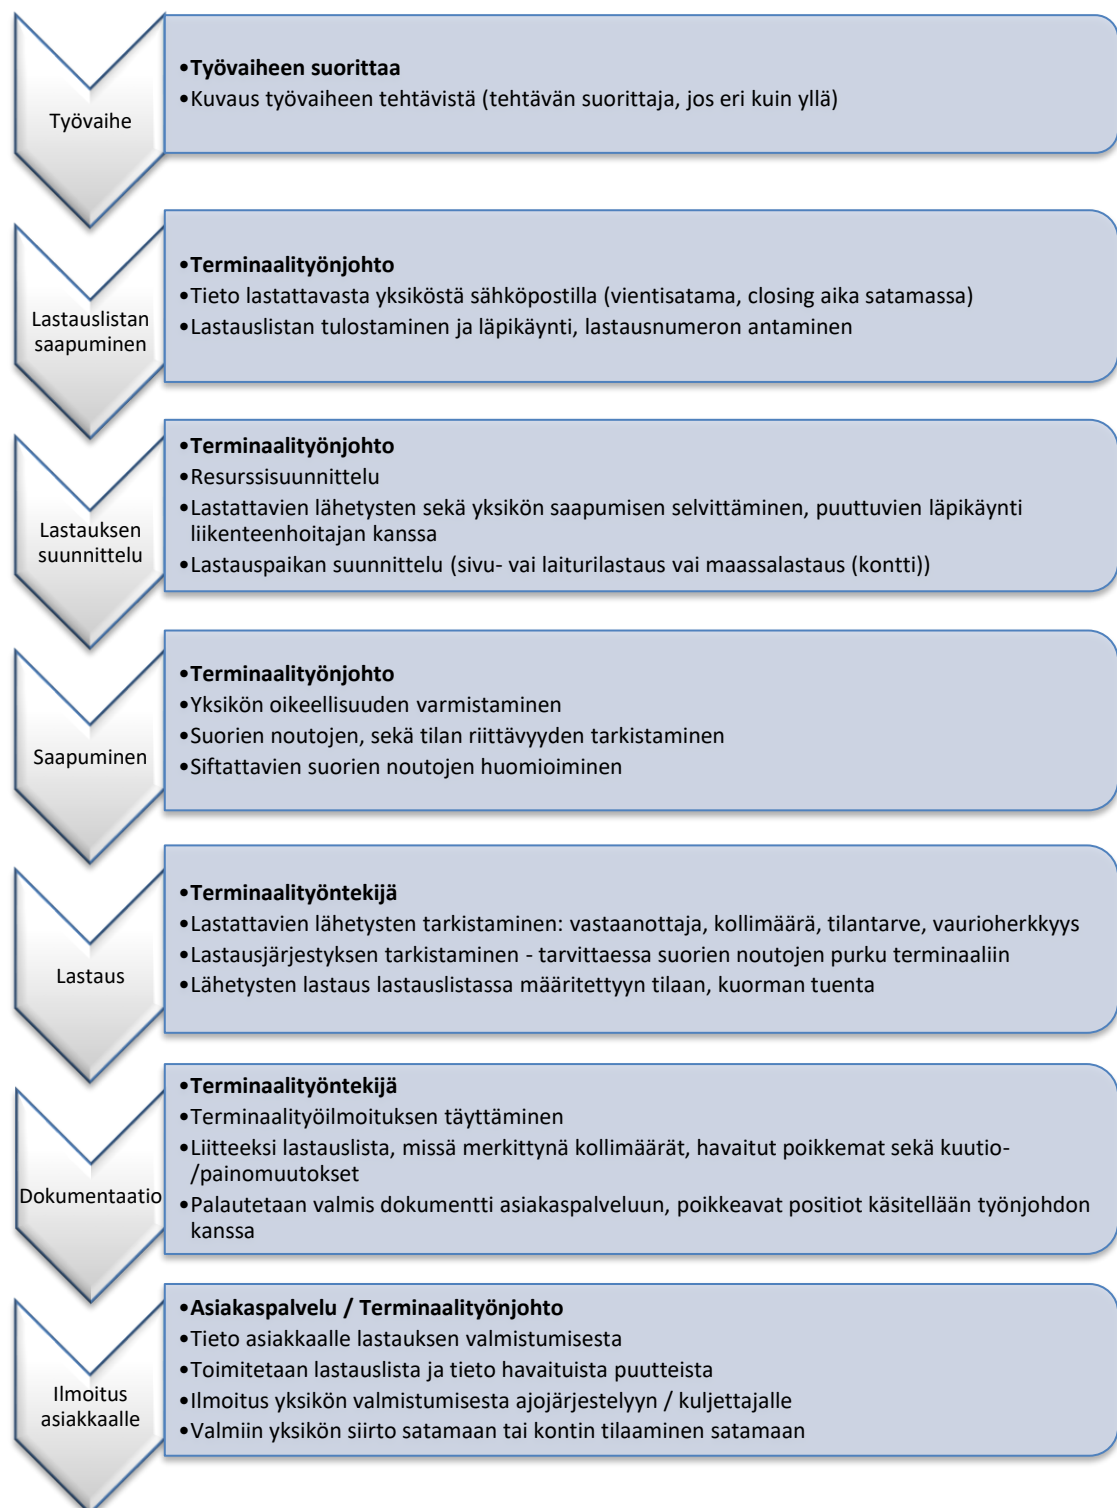 Työvaihe
•Työvaiheen suorittaa
•Kuvaus työvaiheen tehtävistä (tehtävän suorittaja, jos eri kuin yllä)
Lastauslistan
saapuminen
•Terminaalityönjohto
•Tieto lastattavasta yksiköstä sähköpostilla (vientisatama, closing aika satamassa)
•Lastauslistan tulostaminen ja läpikäynti, lastausnumeron antaminen
Lastauksen
suunnittelu
•Terminaalityönjohto
•Resurssisuunnittelu
•Lastattavien lähetysten sekä yksikön saapumisen selvittäminen, puuttuvien läpikäynti
liikenteenhoitajan kanssa
•Lastauspaikan suunnittelu (sivu- vai laiturilastaus vai maassalastaus (kontti))
Saapuminen
•Terminaalityönjohto
•Yksikön oikeellisuuden varmistaminen
•Suorien noutojen, sekä tilan riittävyyden tarkistaminen
•Siftattavien suorien noutojen huomioiminen
Lastaus
•Terminaalityöntekijä
•Lastattavien lähetysten tarkistaminen: vastaanottaja, kollimäärä, tilantarve, vaurioherkkyys
•Lastausjärjestyksen tarkistaminen - tarvittaessa suorien noutojen purku terminaaliin
•Lähetysten lastaus lastauslistassa määritettyyn tilaan, kuorman tuenta
Dokumentaatio
•Terminaalityöntekijä
•Terminaalityöilmoituksen täyttäminen
•Liitteeksi lastauslista, missä merkittynä kollimäärät, havaitut poikkemat sekä kuutio-
/painomuutokset
•Palautetaan valmis dokumentti asiakaspalveluun, poikkeavat positiot käsitellään työnjohdon
kanssa
Ilmoitus
asiakkaalle
•Asiakaspalvelu / Terminaalityönjohto
•Tieto asiakkaalle lastauksen valmistumisesta
•Toimitetaan lastauslista ja tieto havaituista puutteista
•Ilmoitus yksikön valmistumisesta ajojärjestelyyn / kuljettajalle
•Valmiin yksikön siirto satamaan tai kontin tilaaminen satamaan